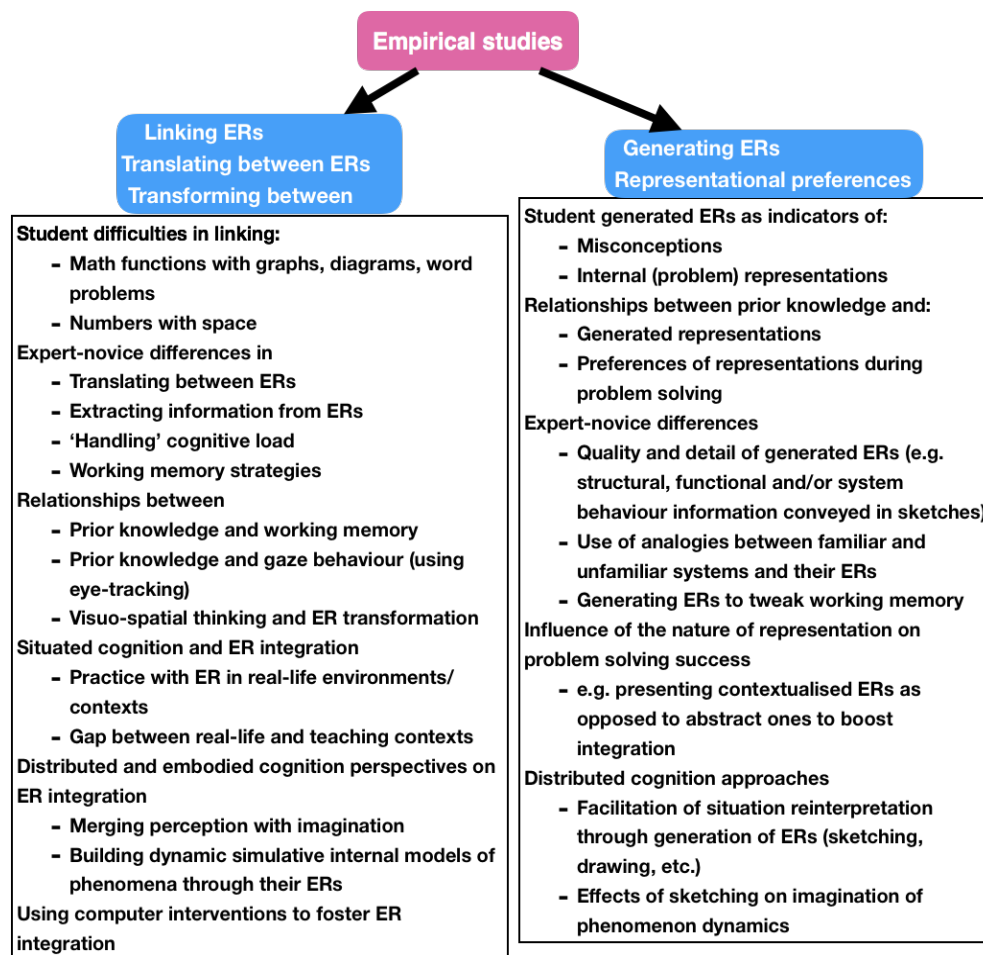 Empirical studies
Linking ERs
Translating between ERs
Transforming between
Student difficulties in linking:
- Math functions with graphs, diagrams, word
problems
- Numbers with space
Expert-novice differences in
- Translating between ERs
- Extracting information from ERs
- ‘Handling’ cognitive load
- Working memory strategies
Relationships between
- Prior knowledge and working memory
- Prior knowledge and gaze behaviour (using
eye-tracking)
- Visuo-spatial thinking and ER transformation
Situated cognition and ER integration
- Practice with ER in real-life environments/
contexts
- Gap between real-life and teaching contexts
Distributed and embodied cognition perspectives on
ER integration
- Merging perception with imagination
- Building dynamic simulative internal models of
phenomena through their ERs
Using computer interventions to foster ER
integration
Generating ERs
Representational preferences
Student generated ERs as indicators of:
- Misconceptions
- Internal (problem) representations
Relationships between prior knowledge and:
- Generated representations
- Preferences of representations during
problem solving
Expert-novice differences
- Quality and detail of generated ERs (e.g.
structural, functional and/or system
behaviour information conveyed in sketches)
- Use of analogies between familiar and
unfamiliar systems and their ERs
- Generating ERs to tweak working memory
Influence of the nature of representation on
problem solving success
- e.g. presenting contextualised ERs as
opposed to abstract ones to boost
integration
Distributed cognition approaches
- Facilitation of situation reinterpretation
through generation of ERs (sketching,
drawing, etc.)
- Effects of sketching on imagination of
phenomenon dynamics